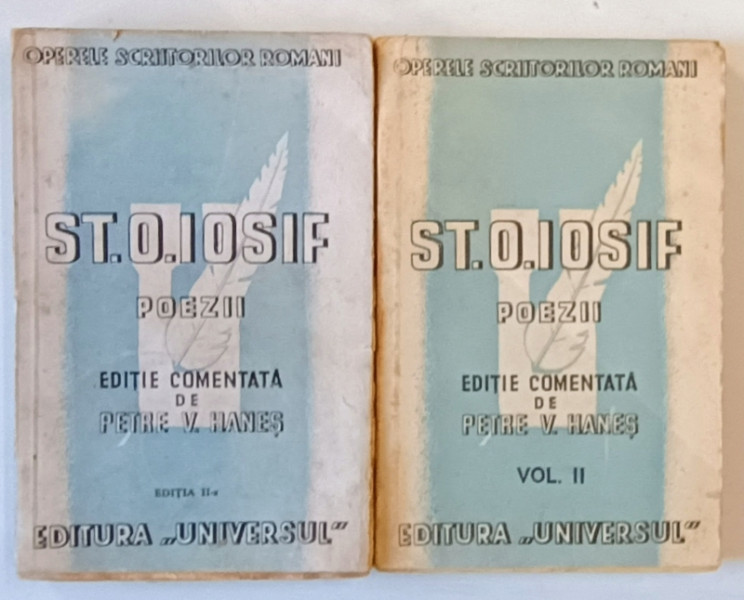 OPERELE SCRIITORILOR ROMANI
ST. O. IOSIF
POEZII
EDIȚIE COMENTATĂ
DE
PETRE V. HANEȘ
EDIȚIA II-a
EDITURA „UNIVERSUL”
OPERELE SCRIITORILOR ROMANI
ST. O. IOSIF
POEZII
EDIȚIE COMENTATĂ
DE
PETRE V. HANEȘ
VOL. II
EDITURA „UNIVERSUL”